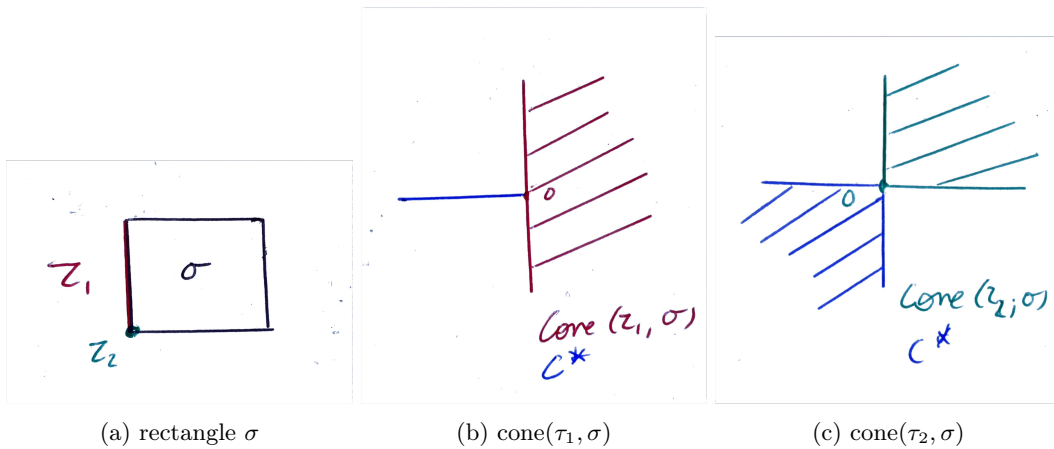 τ₁
σ
τ₂
(a) rectangle σ
o
Cone (τ₁, σ)
C*
(b) cone(τ₁, σ)
o
Cone (τ₂, σ)
C*
(c) cone(τ₂, σ)